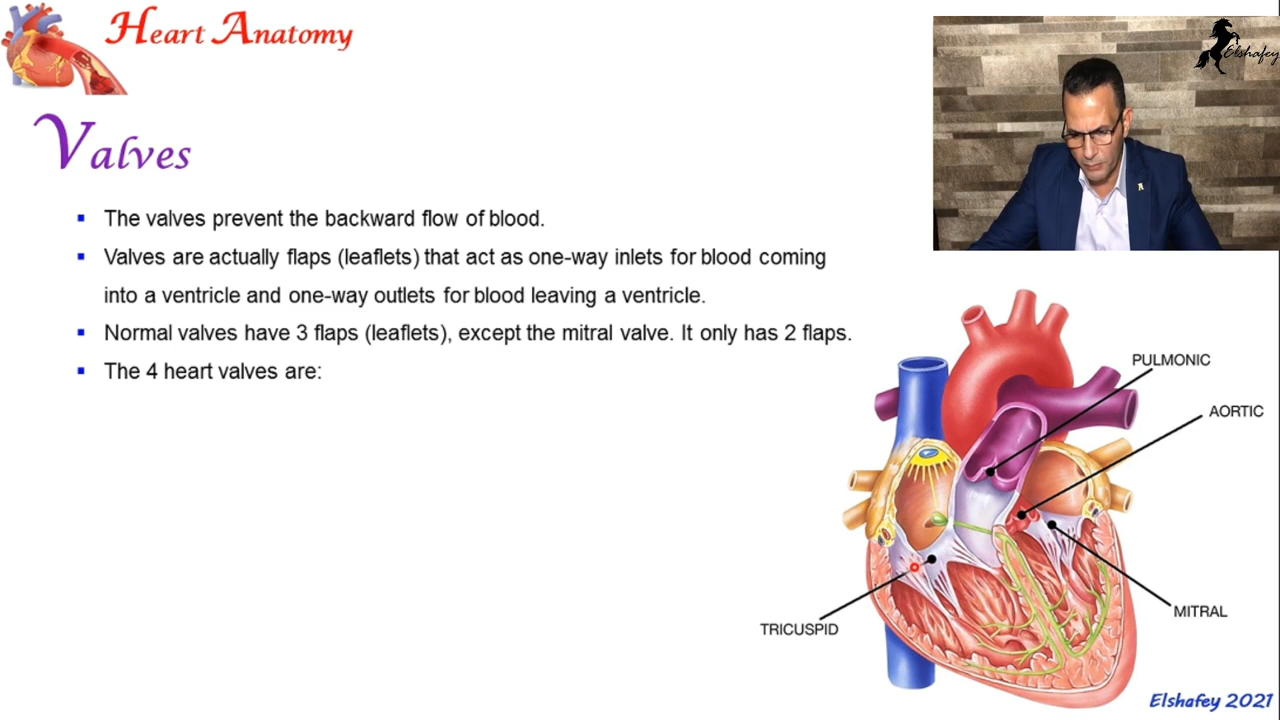 Heart Anatomy
Elshafey
Valves
▪ The valves prevent the backward flow of blood.
▪ Valves are actually flaps (leaflets) that act as one-way inlets for blood coming
into a ventricle and one-way outlets for blood leaving a ventricle.
▪ Normal valves have 3 flaps (leaflets), except the mitral valve. It only has 2 flaps.
▪ The 4 heart valves are:
PULMONIC
AORTIC
MITRAL
TRICUSPID
Elshafey 2021